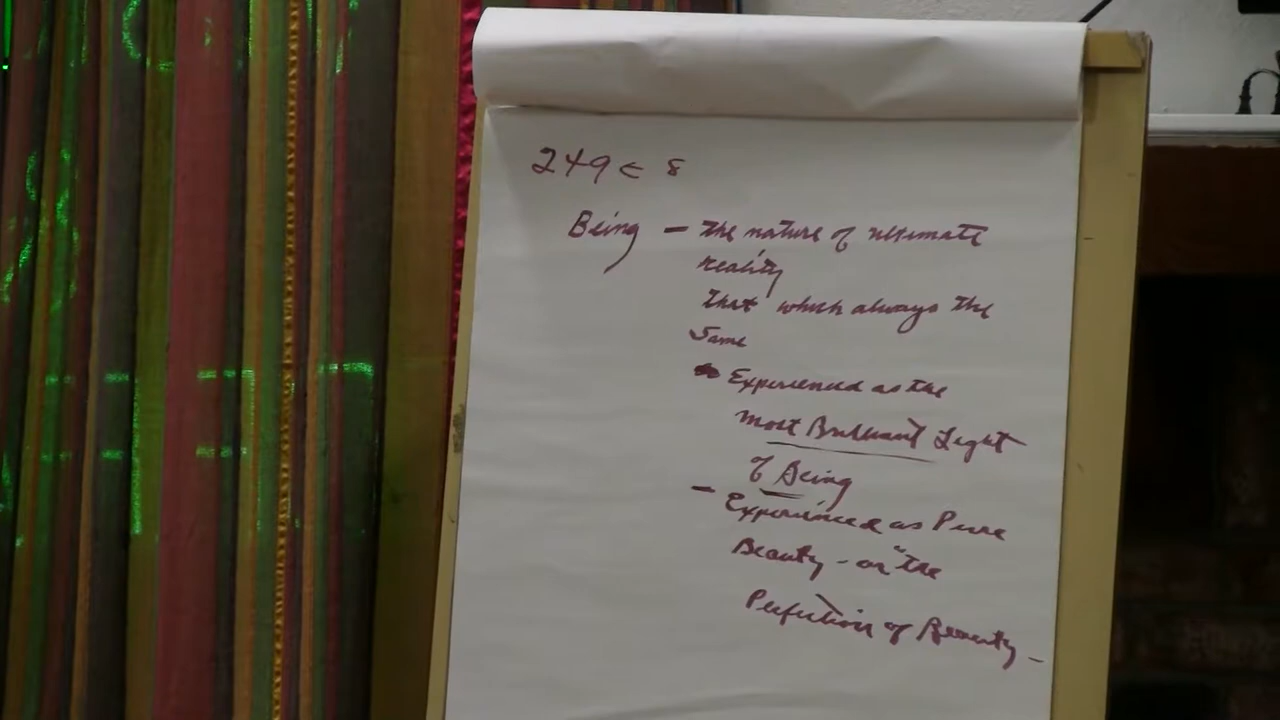 249 c 8
Being — the nature of ultimate
reality
that which always the
Same
Experienced as the
most Brilliant Light
of Being
— Experienced as Pure
Beauty - or "the
Perfection of Beauty -